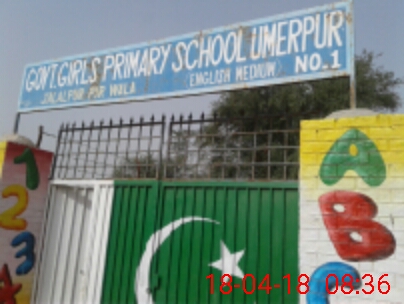 GOVT. GIRLS PRIMARY SCHOOL UMERPUR
JALALPUR PIR WALA (ENGLISH MEDIUM) NO.1
1
2
3
A
B
C
18-04-18 08:36